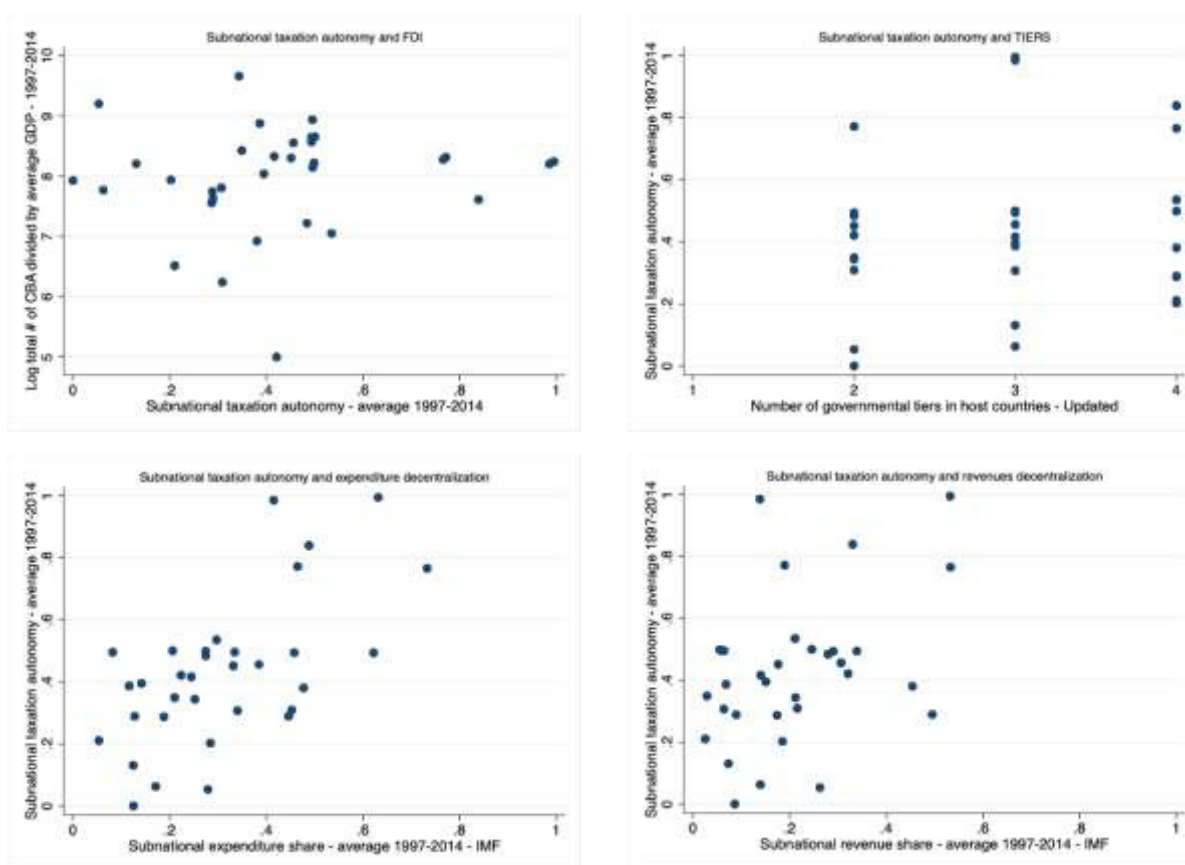 Subnational taxation autonomy and FDI
Log total # of CBA divided by average GDP - 1997-2014
10
9
8
7
6
5
0 .2 .4 .6 .8 1
Subnational taxation autonomy - average 1997-2014
Subnational taxation autonomy and TIERS
Subnational taxation autonomy - average 1997-2014
1
.8
.6
.4
.2
0
1 2 3 4
Number of governmental tiers in host countries - Updated
Subnational taxation autonomy and expenditure decentralization
Subnational taxation autonomy - average 1997-2014
1
.8
.6
.4
.2
0
0 .2 .4 .6 .8 1
Subnational expenditure share - average 1997-2014 - IMF
Subnational taxation autonomy and revenues decentralization
Subnational taxation autonomy - average 1997-2014
1
.8
.6
.4
.2
0
0 .2 .4 .6 .8 1
Subnational revenue share - average 1997-2014 - IMF